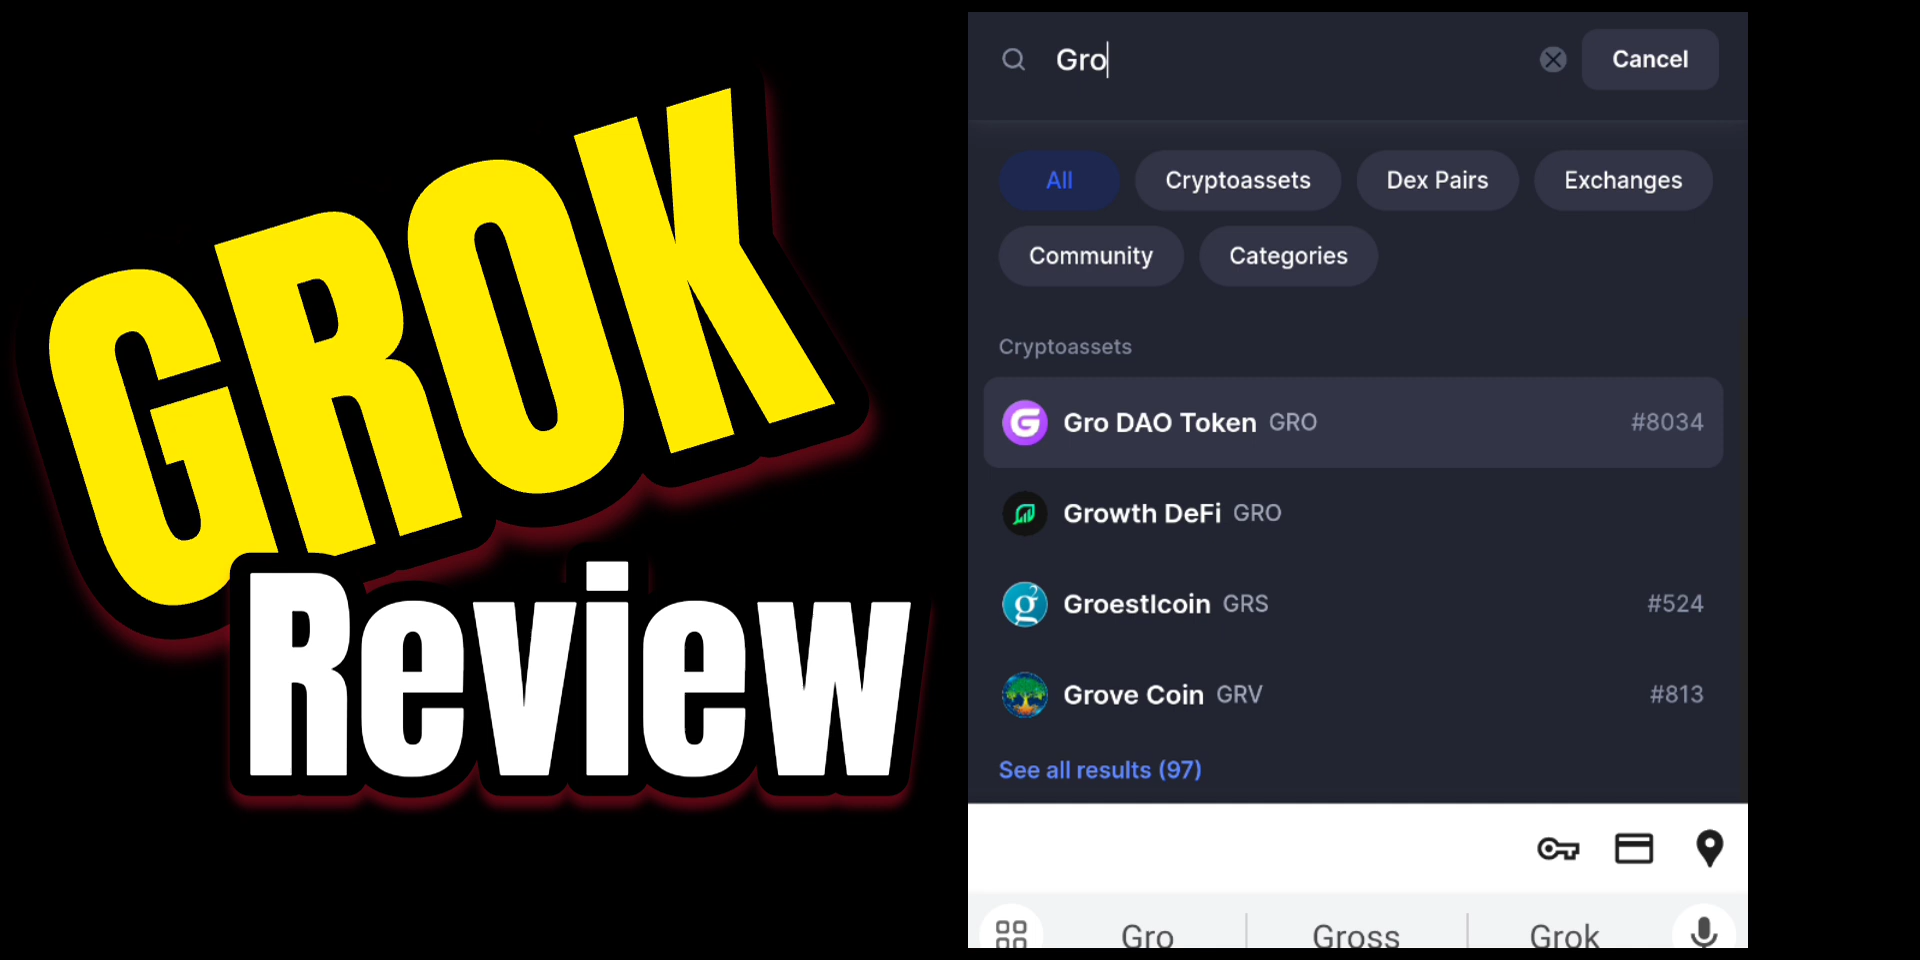 GROK
Review
Gro
Cancel
All
Cryptoassets
Dex Pairs
Exchanges
Community
Categories
Cryptoassets
Gro DAO Token GRO #8034
Growth DeFi GRO
Groestlcoin GRS #524
Grove Coin GRV #813
See all results (97)
Gro
Gross
Grok